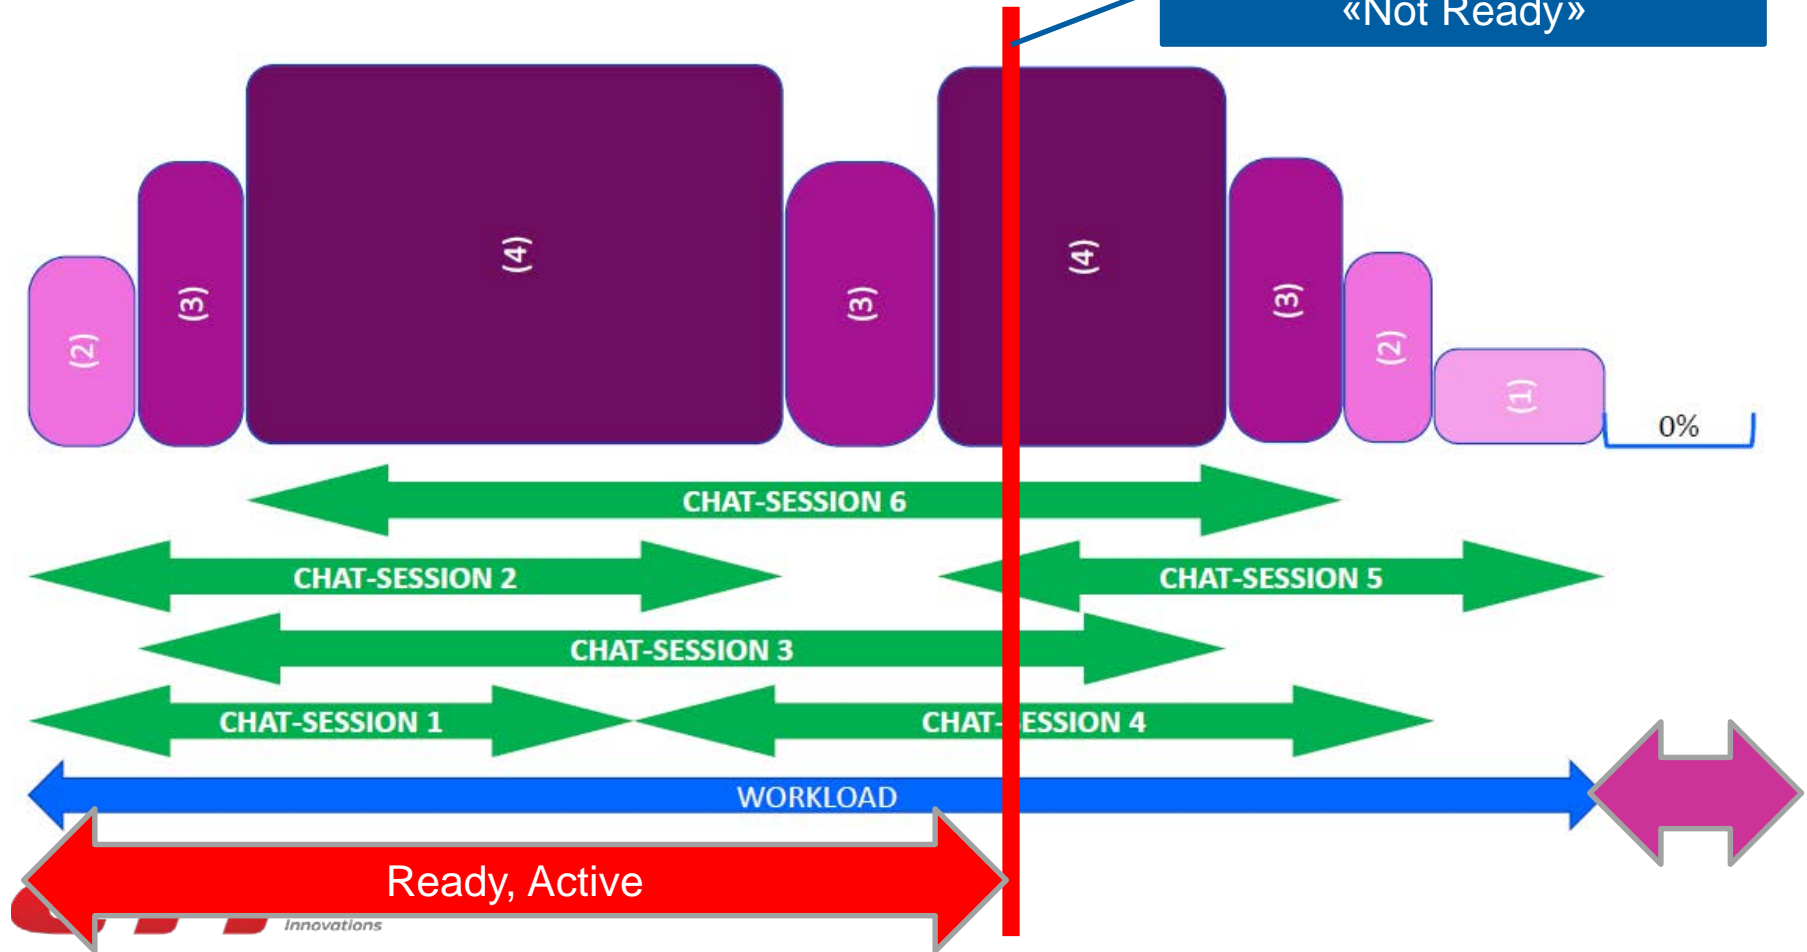 «Not Ready»
(4)
(4)
(3)
(3)
(3)
(2)
(2)
(1)
0%
CHAT-SESSION 6
CHAT-SESSION 2
CHAT-SESSION 5
CHAT-SESSION 3
CHAT-SESSION 1
CHAT-SESSION 4
WORKLOAD
Ready, Active
Innovations